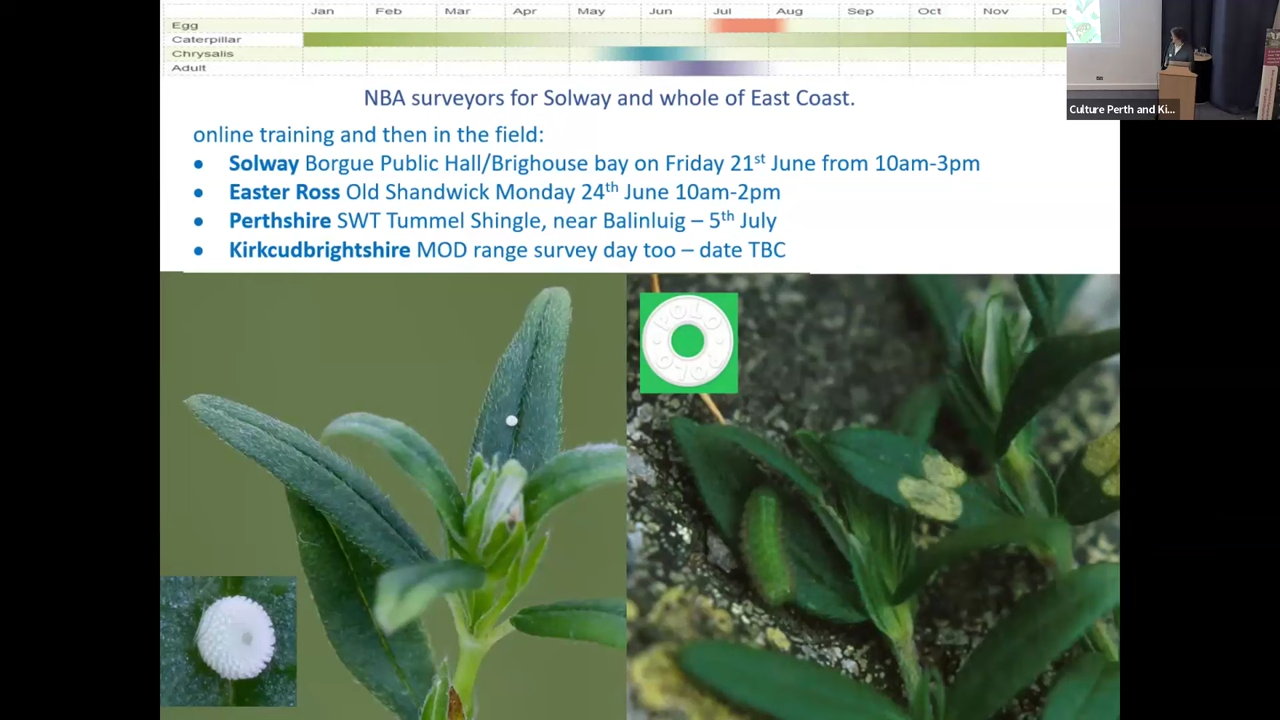 Jan Feb Mar Apr May Jun Jul Aug Sep Oct Nov De
Egg
Caterpillar
Chrysalis
Adult
Culture Perth and Ki...
NBA surveyors for Solway and whole of East Coast.
online training and then in the field:
• Solway Borgue Public Hall/Brighouse bay on Friday 21st June from 10am-3pm
• Easter Ross Old Shandwick Monday 24th June 10am-2pm
• Perthshire SWT Tummel Shingle, near Balinluig – 5th July
• Kirkcudbrightshire MOD range survey day too – date TBC
POLO
POLO